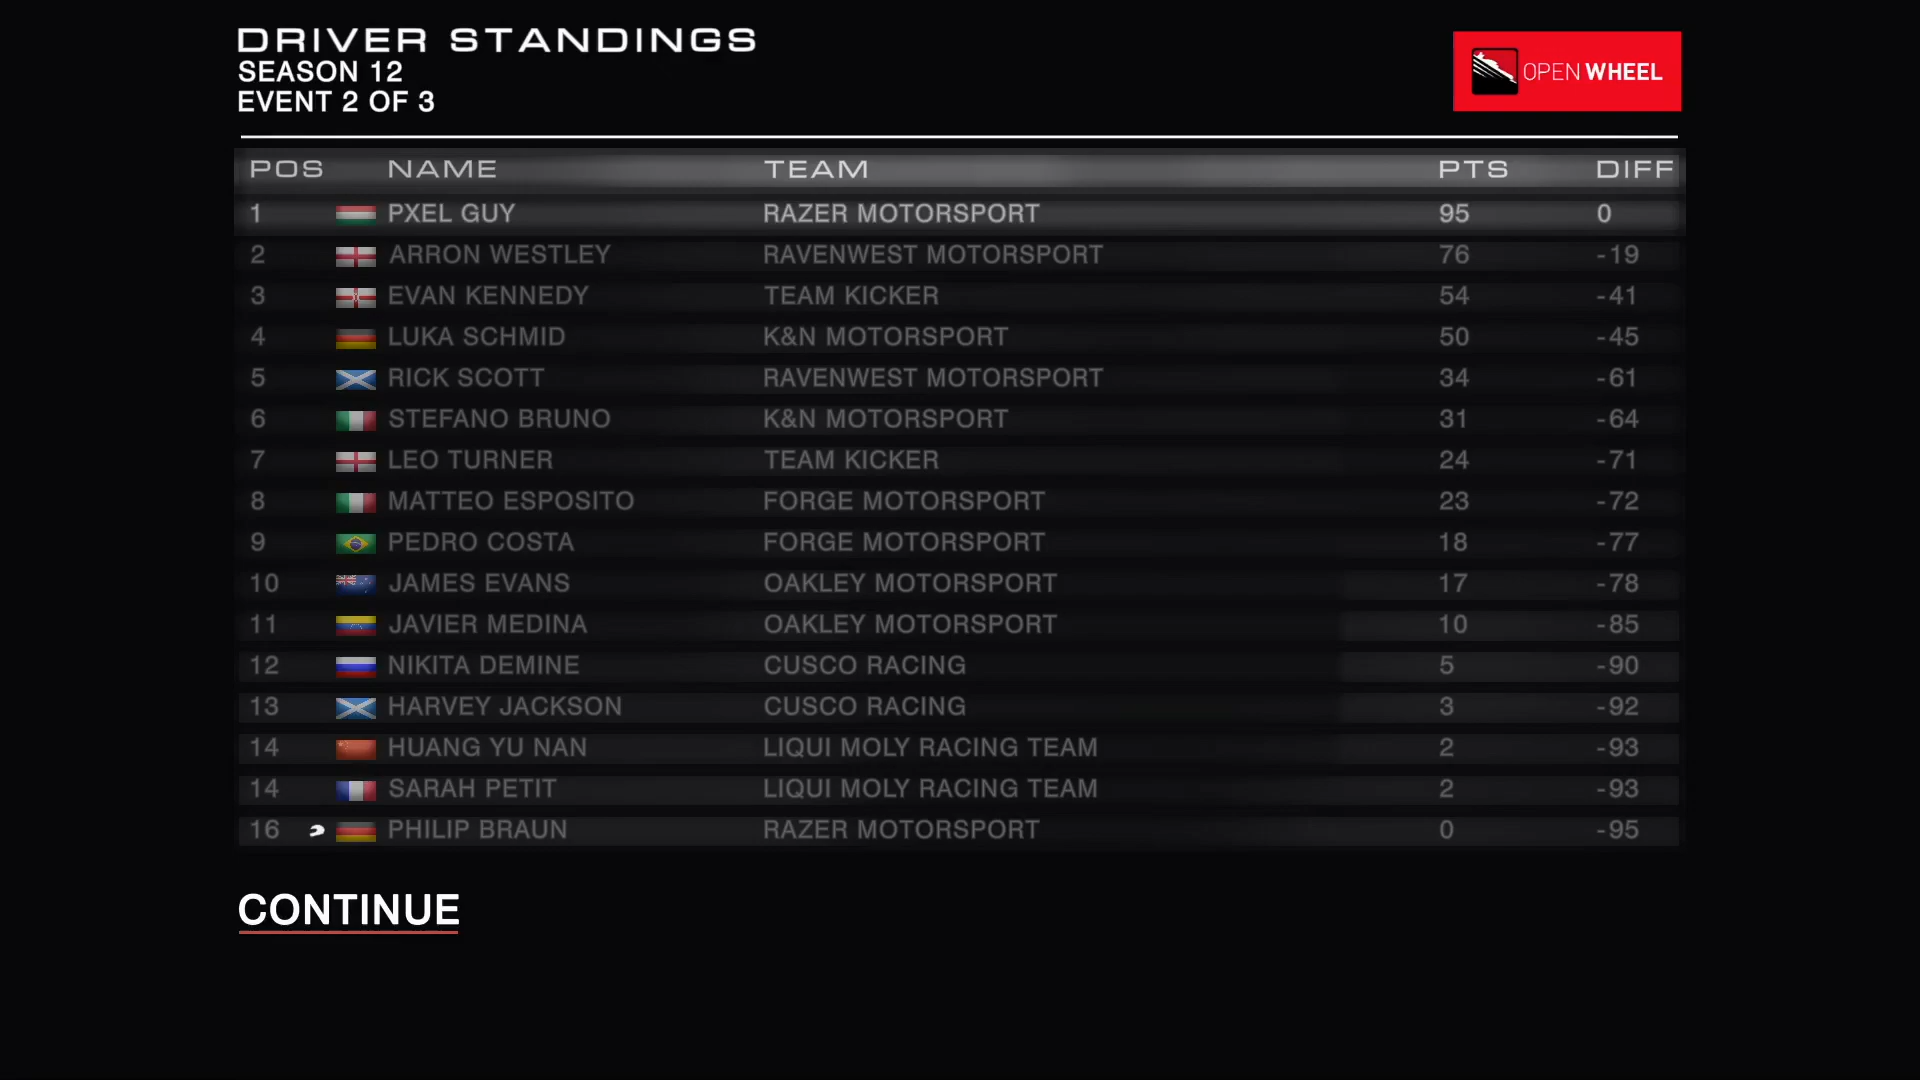 DRIVER STANDINGS
SEASON 12
EVENT 2 OF 3
OPEN WHEEL
POS NAME TEAM PTS DIFF
1 PXEL GUY RAZER MOTORSPORT 95 0
2 ARRON WESTLEY RAVENWEST MOTORSPORT 76 -19
3 EVAN KENNEDY TEAM KICKER 54 -41
4 LUKA SCHMID K&N MOTORSPORT 50 -45
5 RICK SCOTT RAVENWEST MOTORSPORT 34 -61
6 STEFANO BRUNO K&N MOTORSPORT 31 -64
7 LEO TURNER TEAM KICKER 24 -71
8 MATTEO ESPOSITO FORGE MOTORSPORT 23 -72
9 PEDRO COSTA FORGE MOTORSPORT 18 -77
10 JAMES EVANS OAKLEY MOTORSPORT 17 -78
11 JAVIER MEDINA OAKLEY MOTORSPORT 10 -85
12 NIKITA DEMINE CUSCO RACING 5 -90
13 HARVEY JACKSON CUSCO RACING 3 -92
14 HUANG YU NAN LIQUI MOLY RACING TEAM 2 -93
14 SARAH PETIT LIQUI MOLY RACING TEAM 2 -93
16 PHILIP BRAUN RAZER MOTORSPORT 0 -95
CONTINUE